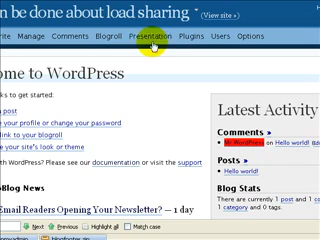 n be done about load sharing " (View site »)
ite Manage Comments Blogroll Presentation Plugins Users Options
ome to WordPress
ks to get started:
a post
e your profile or change your password
link to your blogroll
e your site's look or theme
th WordPress? Please see our documentation or visit the support
Blog News
Email Readers Opening Your Newsletter? — 1 day
Latest Activity
Comments »
Mr WordPress on Hello world!
Posts »
Hello world!
Blog Stats
There are currently 1 post and 1 co
1 category and 0 tags.
Next Previous Highlight all Match case